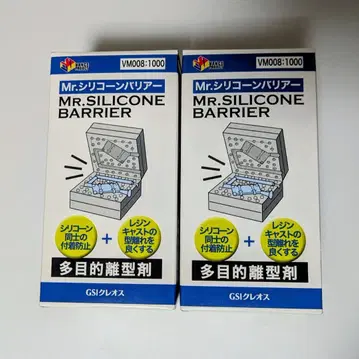 VM008:1000
Mr.シリコーンバリアー
MR.SILICONE
BARRIER
シリコーン
同士の
付着防止
+
レジン
キャストの
型離れを
良くする
多目的離型剤
GSIクレオス
VM008:1000
Mr.シリコーンバリアー
MR.SILICONE
BARRIER
シリコーン
同士の
付着防止
+
レジン
キャストの
型離れを
良くする
多目的離型剤
GSIクレオス